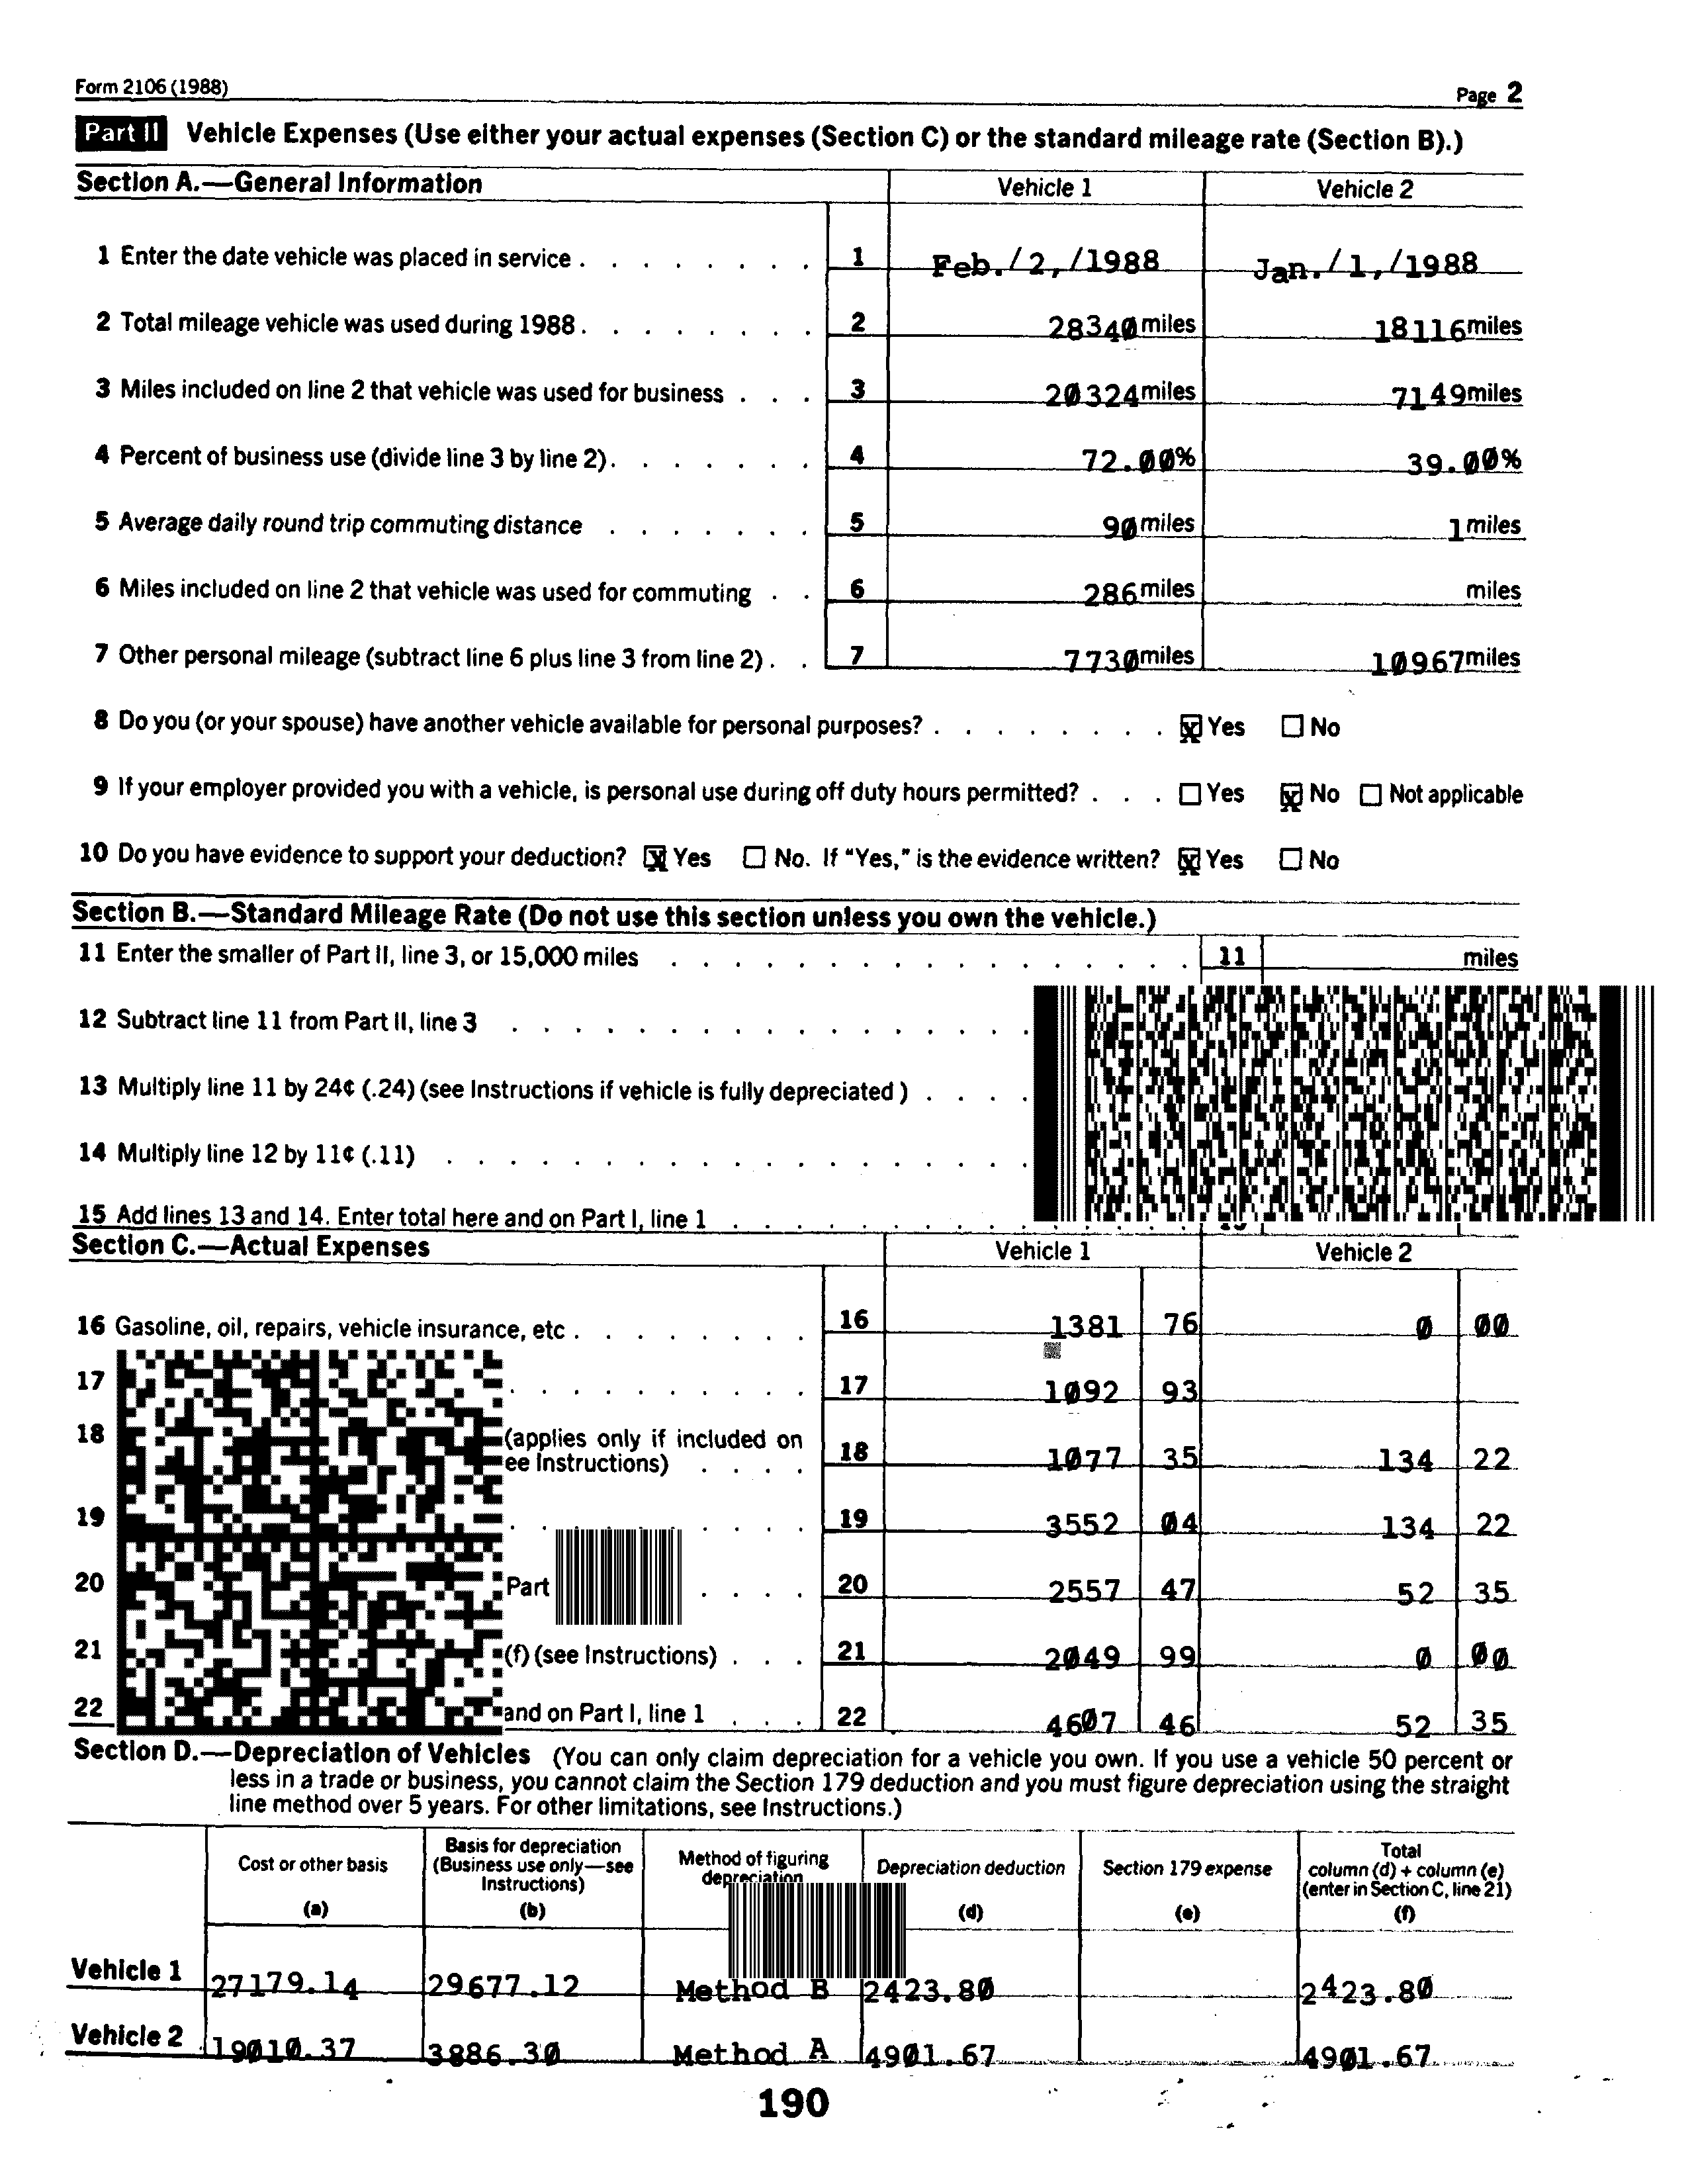 Form 2106 (1988)
Page 2
Part II Vehicle Expenses (Use either your actual expenses (Section C) or the standard mileage rate (Section B).)
Section A.—General Information Vehicle 1 Vehicle 2
1 Enter the date vehicle was placed in service . . . . . . . . 1 Feb./2,/1988 Jan./1,/1988
2 Total mileage vehicle was used during 1988 . . . . . . . . 2 28340 miles 18116 miles
3 Miles included on line 2 that vehicle was used for business . . . 3 20324 miles 7149 miles
4 Percent of business use (divide line 3 by line 2) . . . . . . . 4 72.00% 39.00%
5 Average daily round trip commuting distance . . . . . . . 5 90 miles 1 miles
6 Miles included on line 2 that vehicle was used for commuting . . 6 286 miles miles
7 Other personal mileage (subtract line 6 plus line 3 from line 2) . . 7 7730 miles 10967 miles
8 Do you (or your spouse) have another vehicle available for personal purposes? . . . . . . . . X Yes No
9 If your employer provided you with a vehicle, is personal use during off duty hours permitted? . . . Yes X No Not applicable
10 Do you have evidence to support your deduction? X Yes No. If "Yes," is the evidence written? X Yes No
Section B.—Standard Mileage Rate (Do not use this section unless you own the vehicle.)
11 Enter the smaller of Part II, line 3, or 15,000 miles . . . . . . . . . . . . . . . . . 11 miles
12 Subtract line 11 from Part II, line 3 . . . . . . . . . . . . . . . . .
13 Multiply line 11 by 24¢ (.24) (see Instructions if vehicle is fully depreciated ) . . . .
14 Multiply line 12 by 11¢ (.11) . . . . . . . . . . . . . . . . . . .
15 Add lines 13 and 14. Enter total here and on Part I, line 1 . . . . . . . . . . . . . . .
Section C.—Actual Expenses Vehicle 1 Vehicle 2
16 Gasoline, oil, repairs, vehicle insurance, etc . . . . . . . . 16 1381 76 0 00
17 . . . . . . . . . . 17 1092 93
18 (applies only if included on
ee Instructions) . . . . 18 1077 35 134 22
19 . . . . . . . . . . 19 3552 04 134 22
20 Part . . . . 20 2557 47 52 35
21 (f) (see Instructions) . . . 21 2049 99 0 00
22 and on Part I, line 1 . . . 22 4607 46 52 35
Section D.—Depreciation of Vehicles (You can only claim depreciation for a vehicle you own. If you use a vehicle 50 percent or
less in a trade or business, you cannot claim the Section 179 deduction and you must figure depreciation using the straight
line method over 5 years. For other limitations, see Instructions.)
Cost or other basis
(a)
Basis for depreciation
(Business use only—see
Instructions)
(b)
Method of figuring
depreciation
Depreciation deduction
(d)
Section 179 expense
(e)
Total
column (d) + column (e)
(enter in Section C, line 21)
(f)
Vehicle 1 27179.14 29677.12 Method B 2423.80 2423.80
Vehicle 2 19010.37 3886.30 Method A 4901.67 4901.67
190